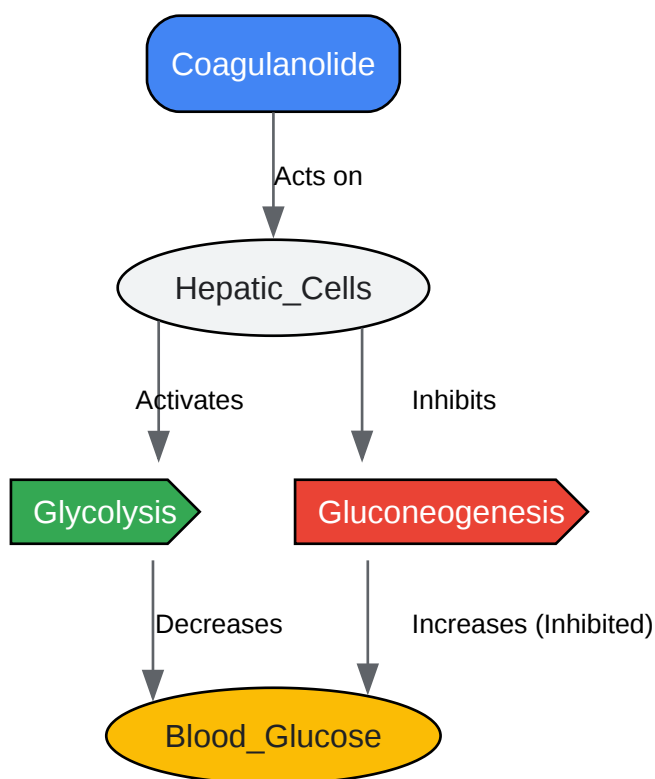 Coagulanolide
Acts on
Hepatic_Cells
Activates
Inhibits
Glycolysis
Gluconeogenesis
Decreases
Increases (Inhibited)
Blood_Glucose